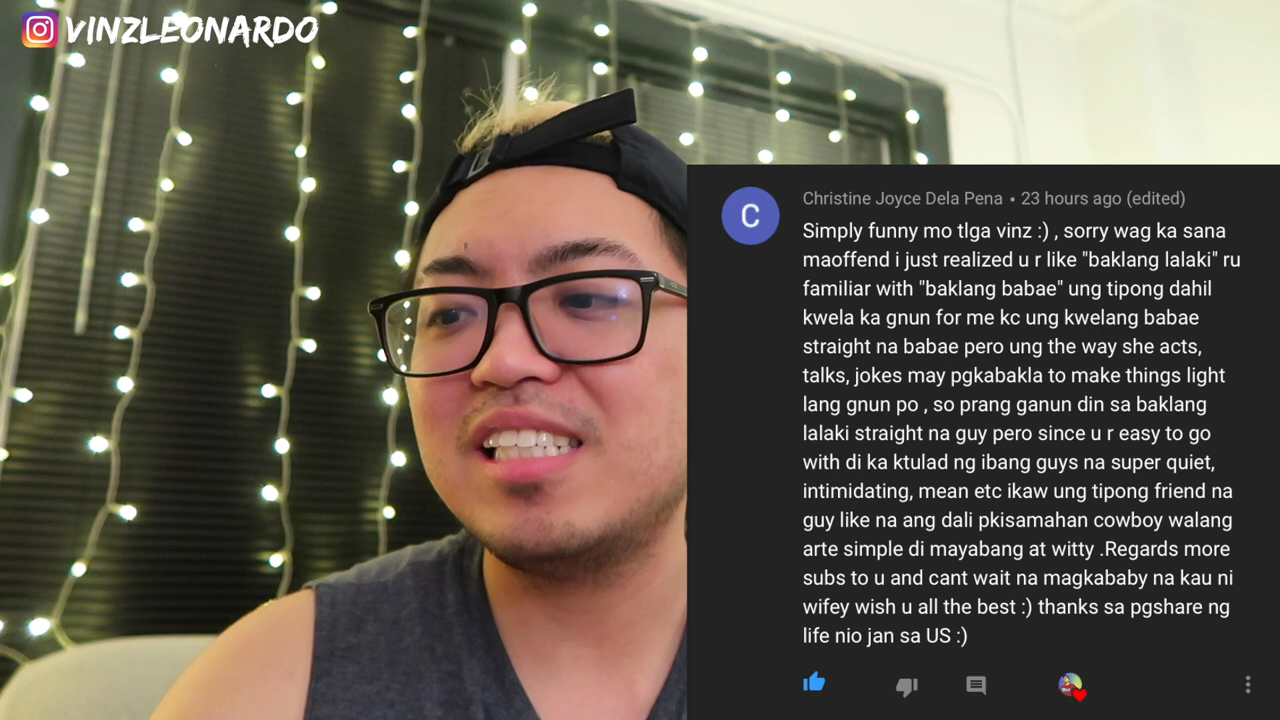 VINZLEONARDO
C
Christine Joyce Dela Pena • 23 hours ago (edited)
Simply funny mo tlga vinz :) , sorry wag ka sana
maoffend i just realized u r like "baklang lalaki" ru
familiar with "baklang babae" ung tipong dahil
kwela ka gnun for me kc ung kwelang babae
straight na babae pero ung the way she acts,
talks, jokes may pgkabakla to make things light
lang gnun po , so prang ganun din sa baklang
lalaki straight na guy pero since u r easy to go
with di ka ktulad ng ibang guys na super quiet,
intimidating, mean etc ikaw ung tipong friend na
guy like na ang dali pkisamahan cowboy walang
arte simple di mayabang at witty .Regards more
subs to u and cant wait na magkababy na kau ni
wifey wish u all the best :) thanks sa pgshare ng
life nio jan sa US :)